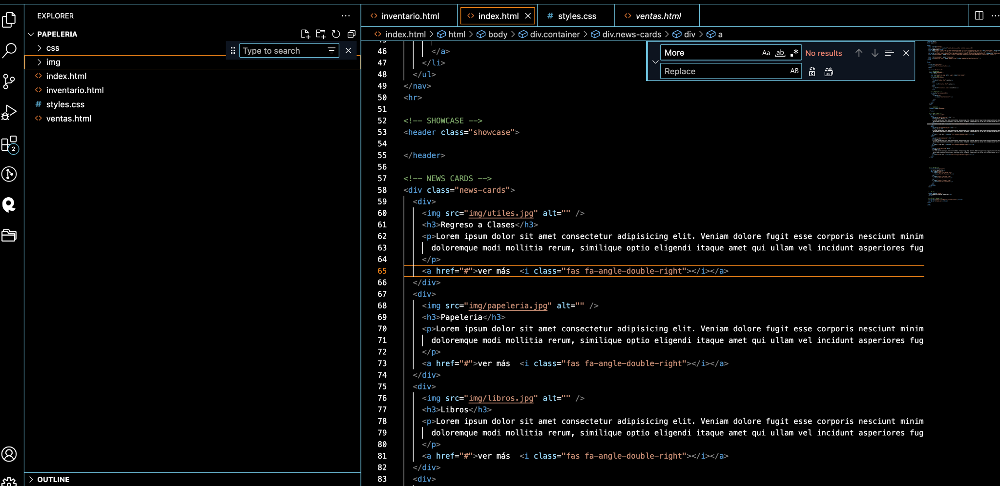 EXPLORER
PAPELERIA
css
img
index.html
inventario.html
styles.css
ventas.html
Type to search
2
OUTLINE
inventario.html
index.html
styles.css
ventas.html
index.html > html > body > div.container > div.news-cards > div > a
More Aa ab .* No results
Replace AB
46 </a>
47 </li>
48 </ul>
49 </nav>
50 <hr>
51
52 <!-- SHOWCASE -->
53 <header class="showcase">
54
55 </header>
56
57 <!-- NEWS CARDS -->
58 <div class="news-cards">
59 <div>
60 <img src="img/utiles.jpg" alt="" />
61 <h3>Regreso a Clases</h3>
62 <p>Lorem ipsum dolor sit amet consectetur adipisicing elit. Veniam dolore fugit esse corporis nesciunt minim
63 doloremque modi mollitia rerum, similique optio eligendi itaque amet qui ullam vel incidunt asperiores fug
64 </p>
65 <a href="#">ver más  <i class="fas fa-angle-double-right"></i></a>
66 </div>
67 <div>
68 <img src="img/papeleria.jpg" alt="" />
69 <h3>Papeleria</h3>
70 <p>Lorem ipsum dolor sit amet consectetur adipisicing elit. Veniam dolore fugit esse corporis nesciunt minim
71 doloremque modi mollitia rerum, similique optio eligendi itaque amet qui ullam vel incidunt asperiores fug
72 </p>
73 <a href="#">ver más  <i class="fas fa-angle-double-right"></i></a>
74 </div>
75 <div>
76 <img src="img/libros.jpg" alt="" />
77 <h3>Libros</h3>
78 <p>Lorem ipsum dolor sit amet consectetur adipisicing elit. Veniam dolore fugit esse corporis nesciunt minim
79 doloremque modi mollitia rerum, similique optio eligendi itaque amet qui ullam vel incidunt asperiores fug
80 </p>
81 <a href="#">ver más  <i class="fas fa-angle-double-right"></i></a>
82 </div>
83 <div>